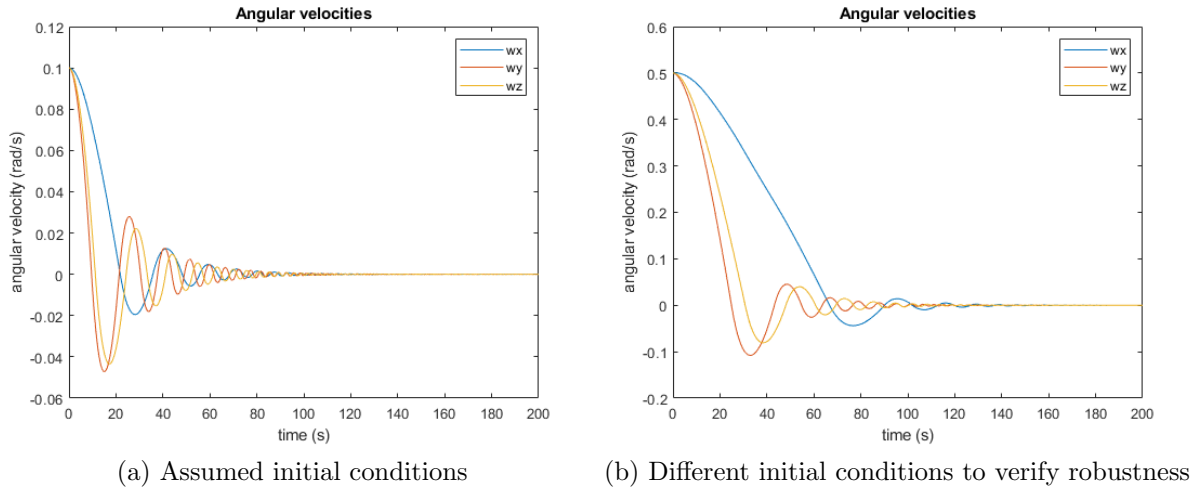 Angular velocities
0.12
0.1
0.08
0.06
0.04
0.02
0
-0.02
-0.04
-0.06
angular velocity (rad/s)
wx
wy
wz
0 20 40 60 80 100 120 140 160 180 200
time (s)
(a) Assumed initial conditions
Angular velocities
0.6
0.5
0.4
0.3
0.2
0.1
0
-0.1
-0.2
angular velocity (rad/s)
wx
wy
wz
0 20 40 60 80 100 120 140 160 180 200
time (s)
(b) Different initial conditions to verify robustness